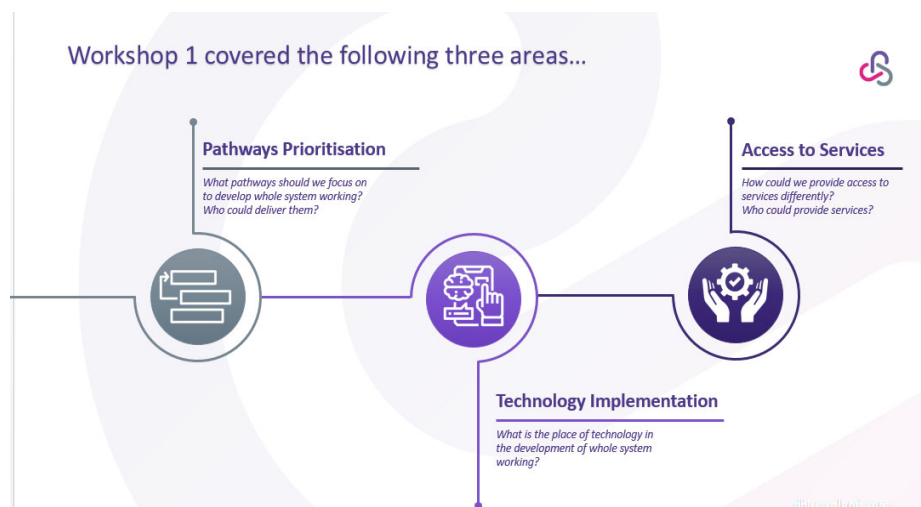 Workshop 1 covered the following three areas...
Pathways Prioritisation
What pathways should we focus on
to develop whole system working?
Who could deliver them?
Technology Implementation
What is the place of technology in
the development of whole system
working?
Access to Services
How could we provide access to
services differently?
Who could provide services?